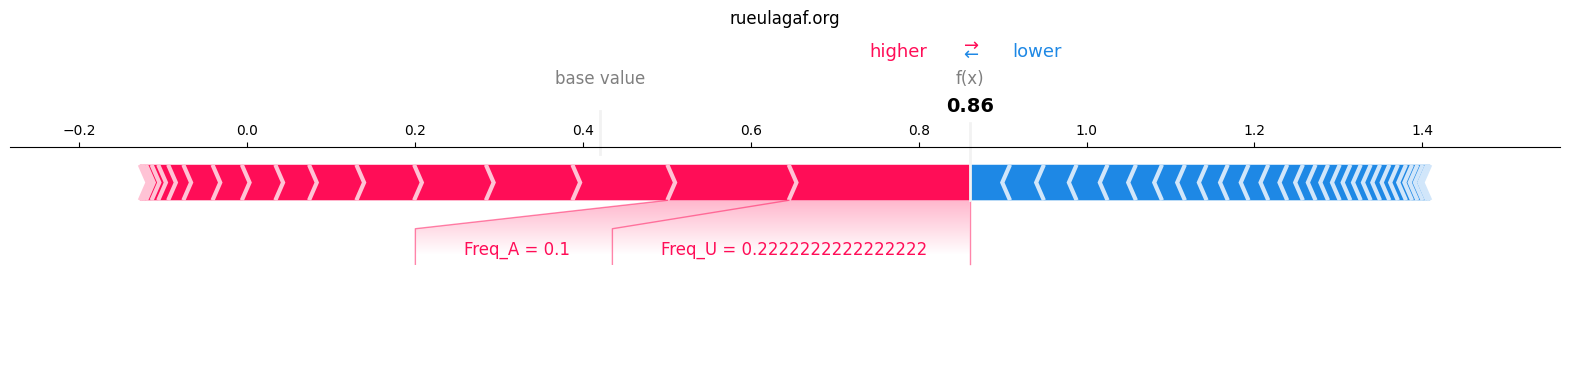 rueulagaf.org
higher ⇄ lower
base value f(x)
0.86
−0.2 0.0 0.2 0.4 0.6 0.8 1.0 1.2 1.4
Freq_A = 0.1 Freq_U = 0.2222222222222222